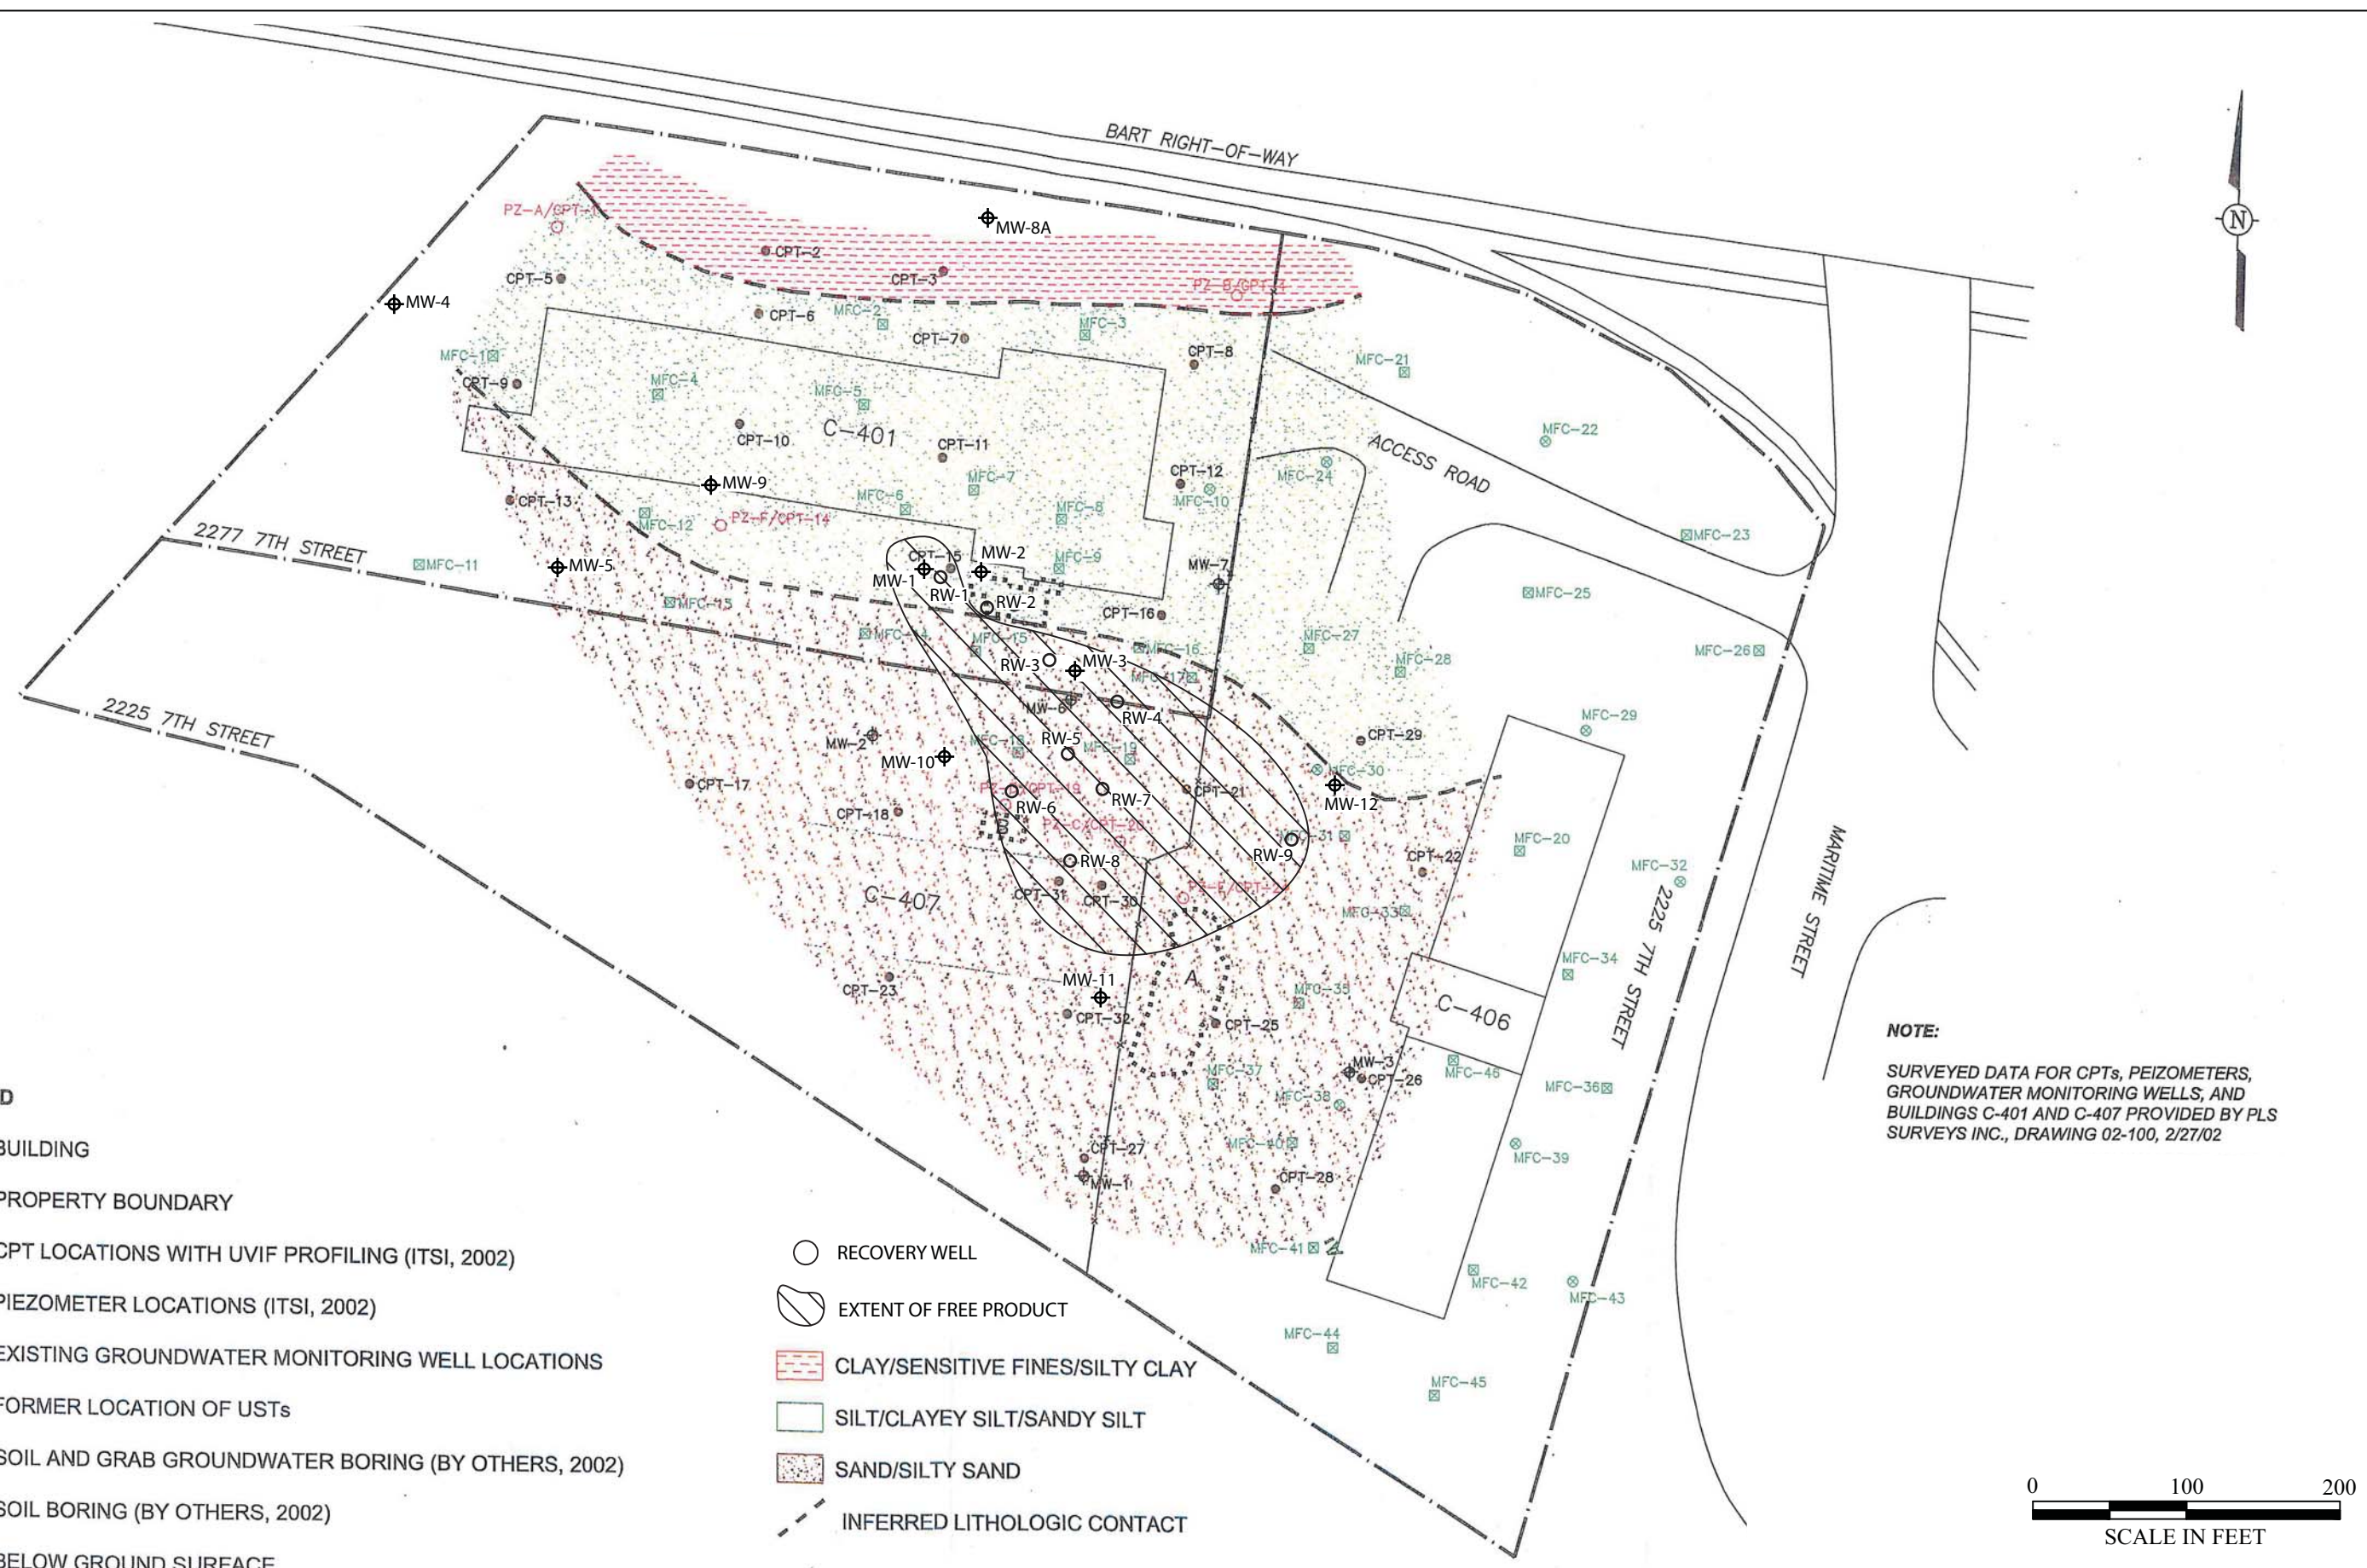 BART RIGHT-OF-WAY
N
PZ-A/CPT-1
MW-8A
CPT-2
CPT-5
CPT-3
PZ-B/CPT-4
MW-4
CPT-6
MFC-2
MFC-3
CPT-7
CPT-8
MFC-1
MFC-21
CPT-9
MFC-4
MFC-5
MFC-22
CPT-10
C-401
CPT-11
ACCESS ROAD
CPT-12
MFC-24
MW-9
MFC-7
MFC-6
MFC-10
CPT-13
MFC-8
MFC-12
PZ-F/CPT-14
MFC-23
2277 7TH STREET
MFC-11
MW-5
CPT-15
MW-2
MFC-9
MW-7
MW-1
RW-1
RW-2
MFC-25
MFC-13
CPT-16
MFC-14
MFC-15
MFC-27
MFC-16
MFC-26
RW-3
MW-3
MFC-28
MFC-17
MW-6
RW-4
2225 7TH STREET
MFC-29
MW-2
RW-5
MFC-18
MFC-19
CPT-29
MW-10
MFC-30
CPT-17
CPT-19
RW-7
CPT-21
MW-12
RW-6
CPT-18
B
PZ-C/CPT-20
MFC-31
MFC-20
RW-8
RW-9
CPT-22
MFC-32
MARITIME STREET
CPT-31
CPT-30
PZ-E/CPT-2
C-407
MFC-33
2225 7TH STREET
MFC-34
MW-11
A
CPT-23
MFC-35
C-406
CPT-32
CPT-25
MW-3
CPT-26
MFC-37
MFC-46
MFC-36
MFC-38
MFC-40
MFC-39
CPT-27
MW-1
CPT-28
MFC-41
MFC-42
MFC-43
MFC-44
MFC-45
NOTE:
SURVEYED DATA FOR CPTs, PEIZOMETERS,
GROUNDWATER MONITORING WELLS, AND
BUILDINGS C-401 AND C-407 PROVIDED BY PLS
SURVEYS INC., DRAWING 02-100, 2/27/02
D
BUILDING
PROPERTY BOUNDARY
CPT LOCATIONS WITH UVIF PROFILING (ITSI, 2002)
PIEZOMETER LOCATIONS (ITSI, 2002)
EXISTING GROUNDWATER MONITORING WELL LOCATIONS
FORMER LOCATION OF USTs
SOIL AND GRAB GROUNDWATER BORING (BY OTHERS, 2002)
SOIL BORING (BY OTHERS, 2002)
BELOW GROUND SURFACE
RECOVERY WELL
EXTENT OF FREE PRODUCT
CLAY/SENSITIVE FINES/SILTY CLAY
SILT/CLAYEY SILT/SANDY SILT
SAND/SILTY SAND
INFERRED LITHOLOGIC CONTACT
0 100 200
SCALE IN FEET